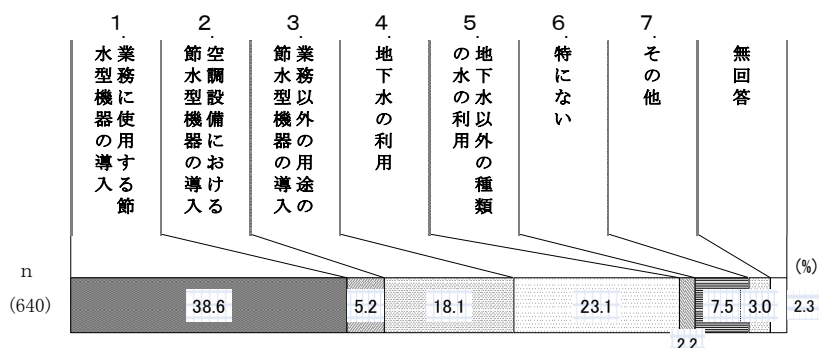 1.業務に使用する節
水型機器の導入
2.空調設備における
節水型機器の導入
3.業務以外の用途の
節水型機器の導入
4.地下水の利用
5.地下水以外の種類
の水の利用
6.特にない
7.その他
無回答
n
(640)
(%)
38.6
5.2
18.1
23.1
2.2
7.5
3.0
2.3